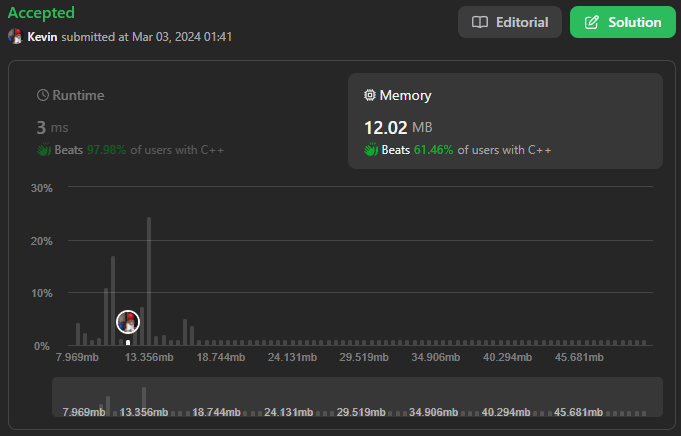 Accepted
Editorial
Solution
Kevin submitted at Mar 03, 2024 01:41
Runtime
Memory
3 ms
12.02 MB
Beats 97.98% of users with C++
Beats 61.46% of users with C++
30%
20%
10%
0%
7.969mb 13.356mb 18.744mb 24.131mb 29.519mb 34.906mb 40.294mb 45.681mb
7.969mb 13.356mb 18.744mb 24.131mb 29.519mb 34.906mb 40.294mb 45.681mb